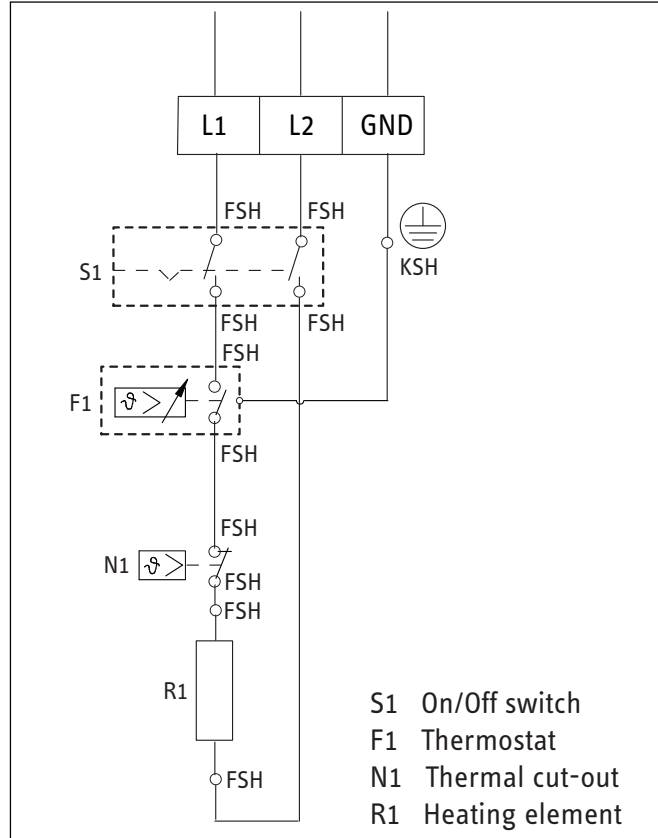 L1 L2 GND
FSH FSH
KSH
S1
FSH FSH
FSH
F1 ϑ >
FSH
FSH
N1 ϑ >
FSH
FSH
R1
FSH
S1 On/Off switch
F1 Thermostat
N1 Thermal cut-out
R1 Heating element